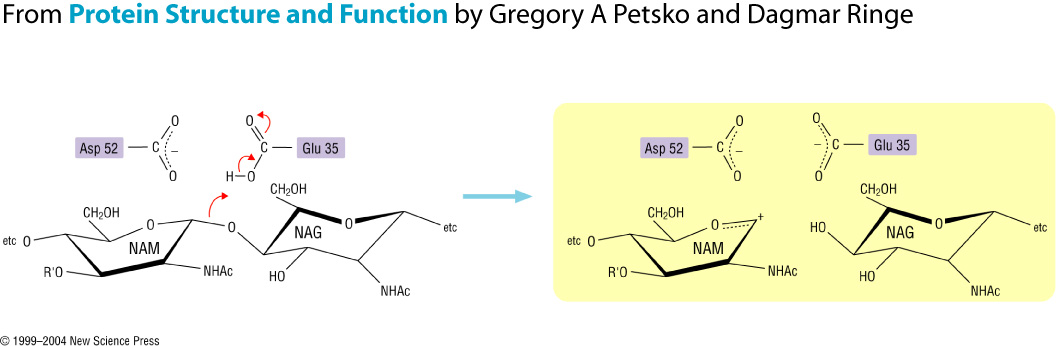 From Protein Structure and Function by Gregory A Petsko and Dagmar Ringe
Asp 52
C
O
O
–
O
C
H–O
Glu 35
CH₂OH
O
NAM
etc O
R'O
NHAc
O
CH₂OH
O
NAG
etc
HO
NHAc
Asp 52
C
O
O
–
O
O
–
C
Glu 35
CH₂OH
O
+
NAM
etc O
R'O
NHAc
CH₂OH
O
HO
NAG
etc
HO
NHAc
© 1999–2004 New Science Press